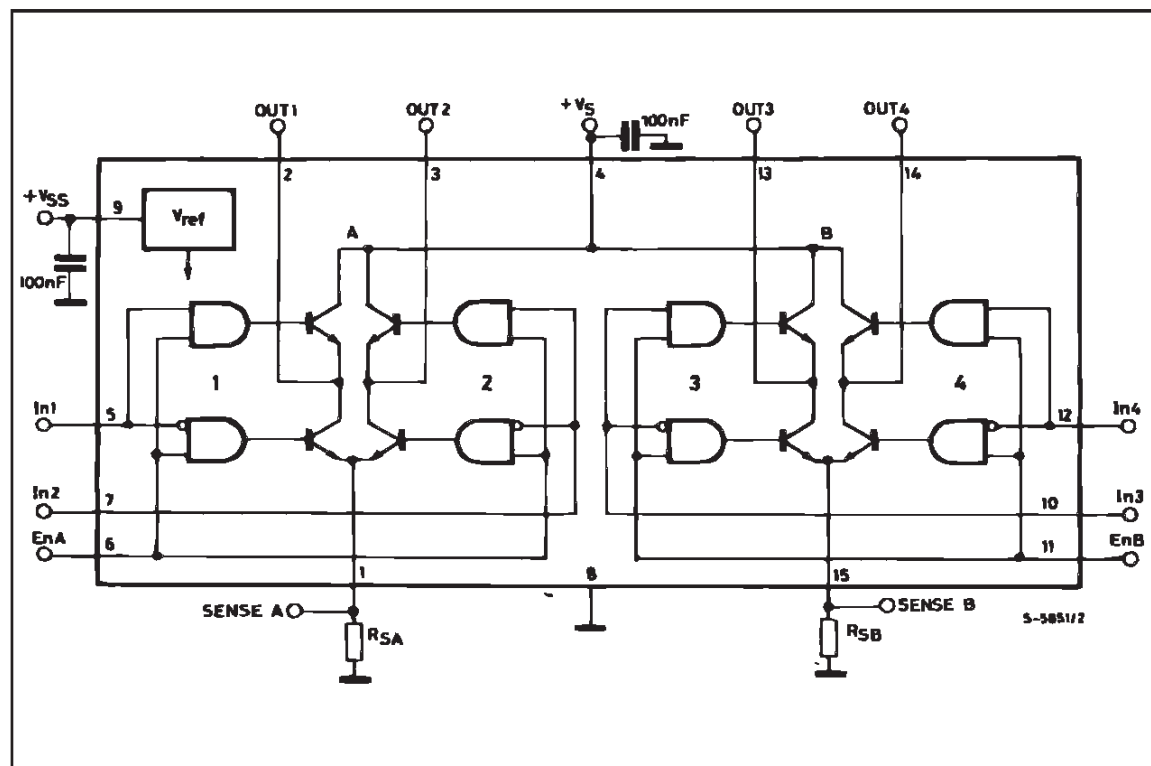 OUT1 OUT2 +VS 100nF OUT3 OUT4
2 3 4 13 14
+VSS 9 Vref A B
100nF
1 2 3 4
In1 5 12 In4
In2 7 10 In3
EnA 6 11 EnB
1 8 15
SENSE A RSA RSB SENSE B
S-5851/2